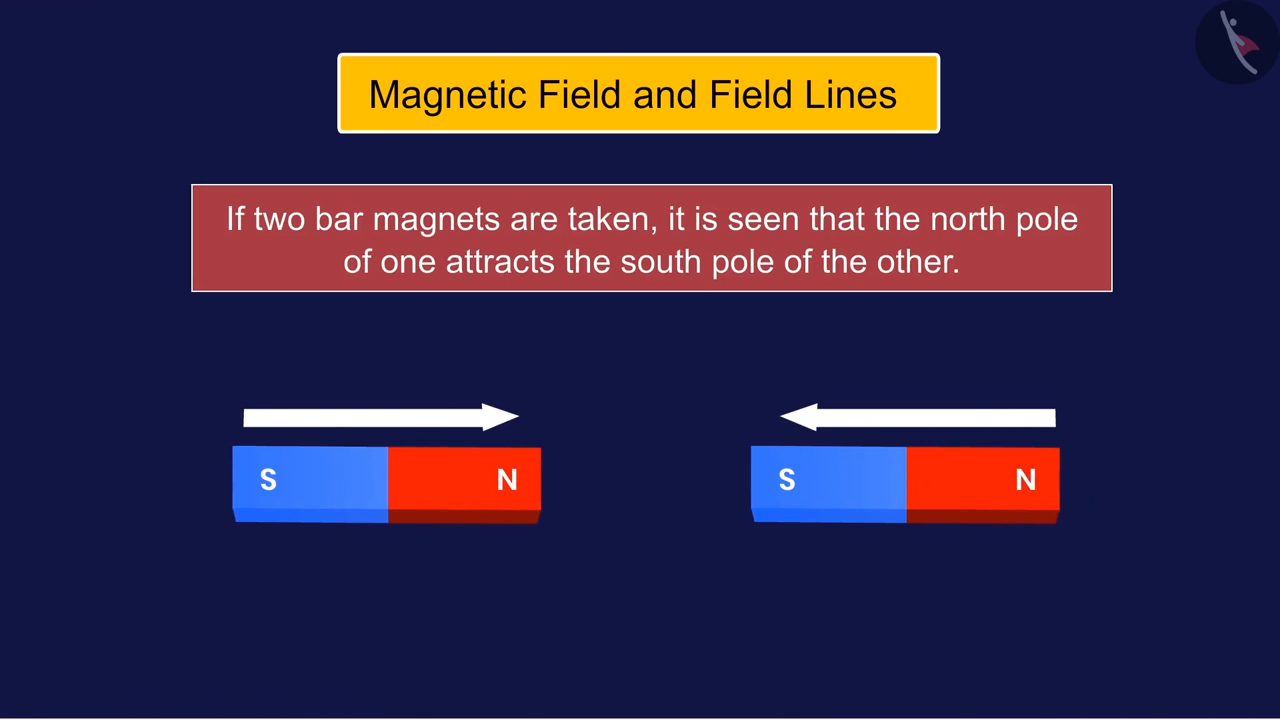 Magnetic Field and Field Lines
If two bar magnets are taken, it is seen that the north pole
of one attracts the south pole of the other.
S N S N